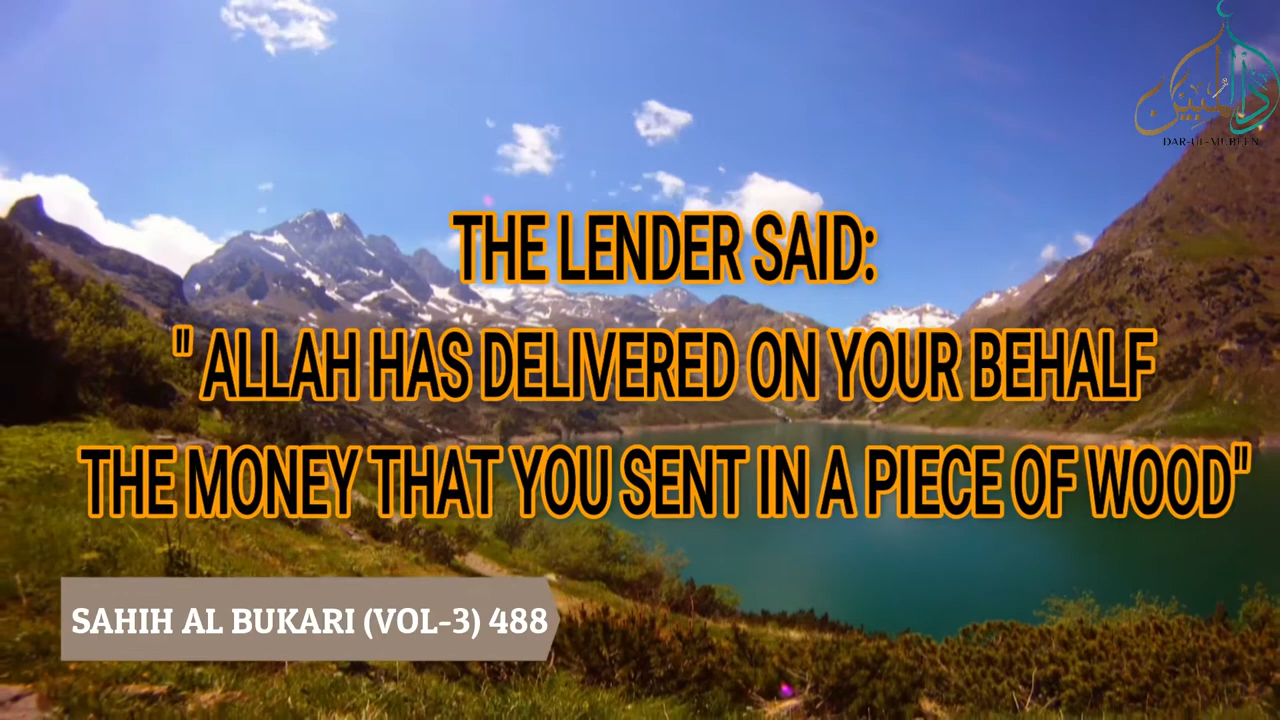 دارالمبین
DAR-UL-MUBEEN
THE LENDER SAID:
" ALLAH HAS DELIVERED ON YOUR BEHALF
THE MONEY THAT YOU SENT IN A PIECE OF WOOD"
SAHIH AL BUKARI (VOL-3) 488